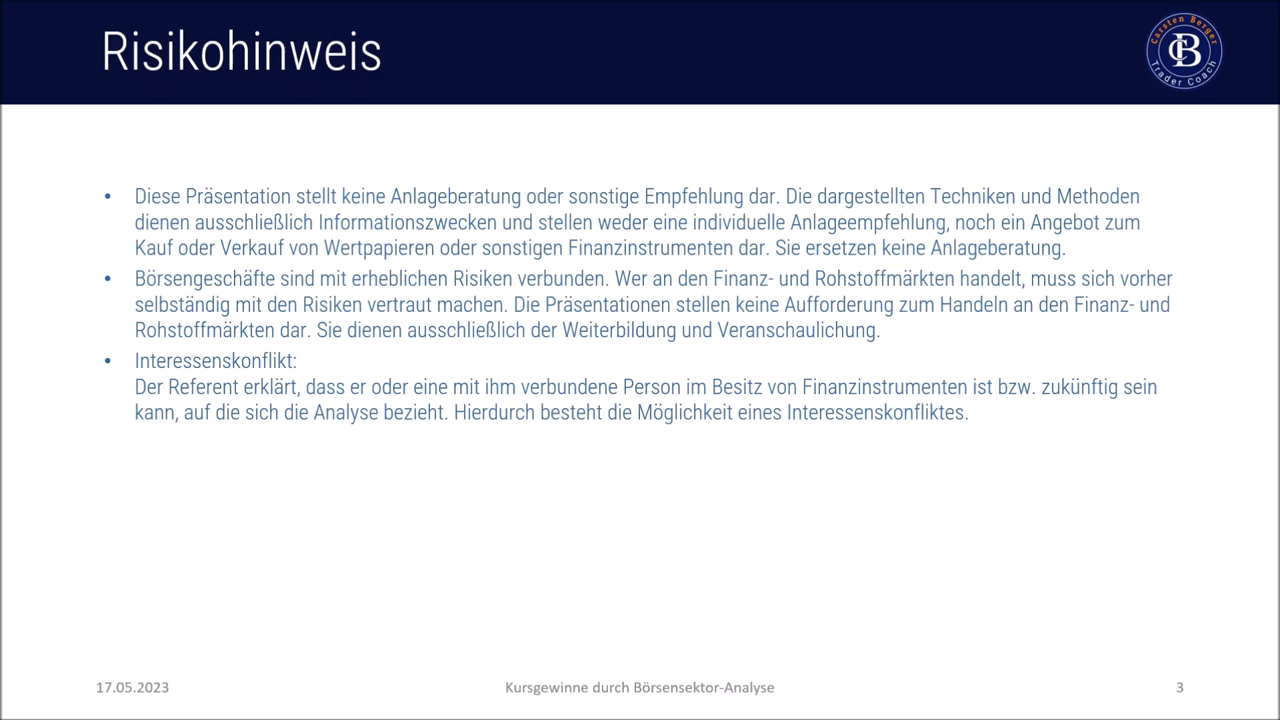 Risikohinweis
Carsten Berger
CB
Trader Coach
• Diese Präsentation stellt keine Anlageberatung oder sonstige Empfehlung dar. Die dargestellten Techniken und Methoden
dienen ausschließlich Informationszwecken und stellen weder eine individuelle Anlageempfehlung, noch ein Angebot zum
Kauf oder Verkauf von Wertpapieren oder sonstigen Finanzinstrumenten dar. Sie ersetzen keine Anlageberatung.
• Börsengeschäfte sind mit erheblichen Risiken verbunden. Wer an den Finanz- und Rohstoffmärkten handelt, muss sich vorher
selbständig mit den Risiken vertraut machen. Die Präsentationen stellen keine Aufforderung zum Handeln an den Finanz- und
Rohstoffmärkten dar. Sie dienen ausschließlich der Weiterbildung und Veranschaulichung.
• Interessenskonflikt:
Der Referent erklärt, dass er oder eine mit ihm verbundene Person im Besitz von Finanzinstrumenten ist bzw. zukünftig sein
kann, auf die sich die Analyse bezieht. Hierdurch besteht die Möglichkeit eines Interessenskonfliktes.
17.05.2023
Kursgewinne durch Börsensektor-Analyse
3